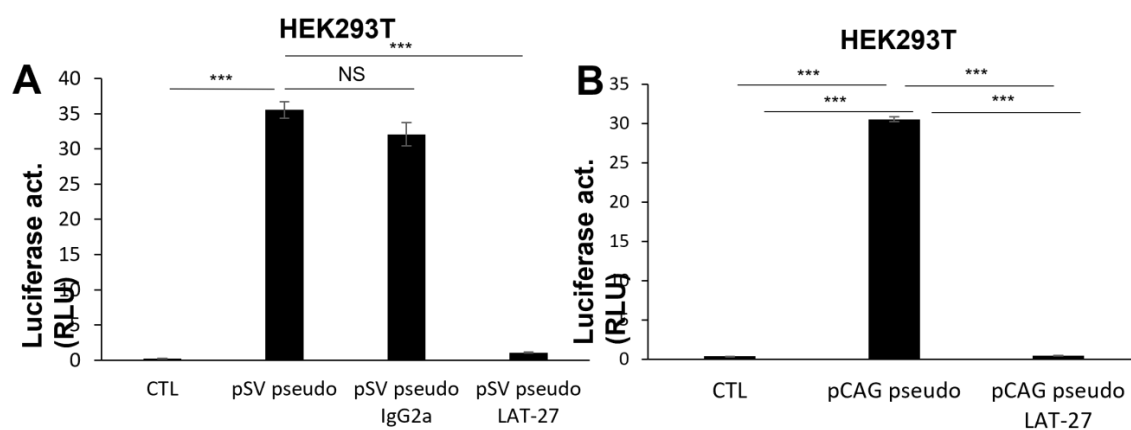 HEK293T
A
***
***
NS
40
35
30
25
20
15
10
5
0
Luciferase act.
(RLU)
CTL
pSV pseudo
pSV pseudo
IgG2a
pSV pseudo
LAT-27
HEK293T
B
***
***
***
***
35
30
25
20
15
10
5
0
Luciferase act.
(RLU)
CTL
pCAG pseudo
pCAG pseudo
LAT-27